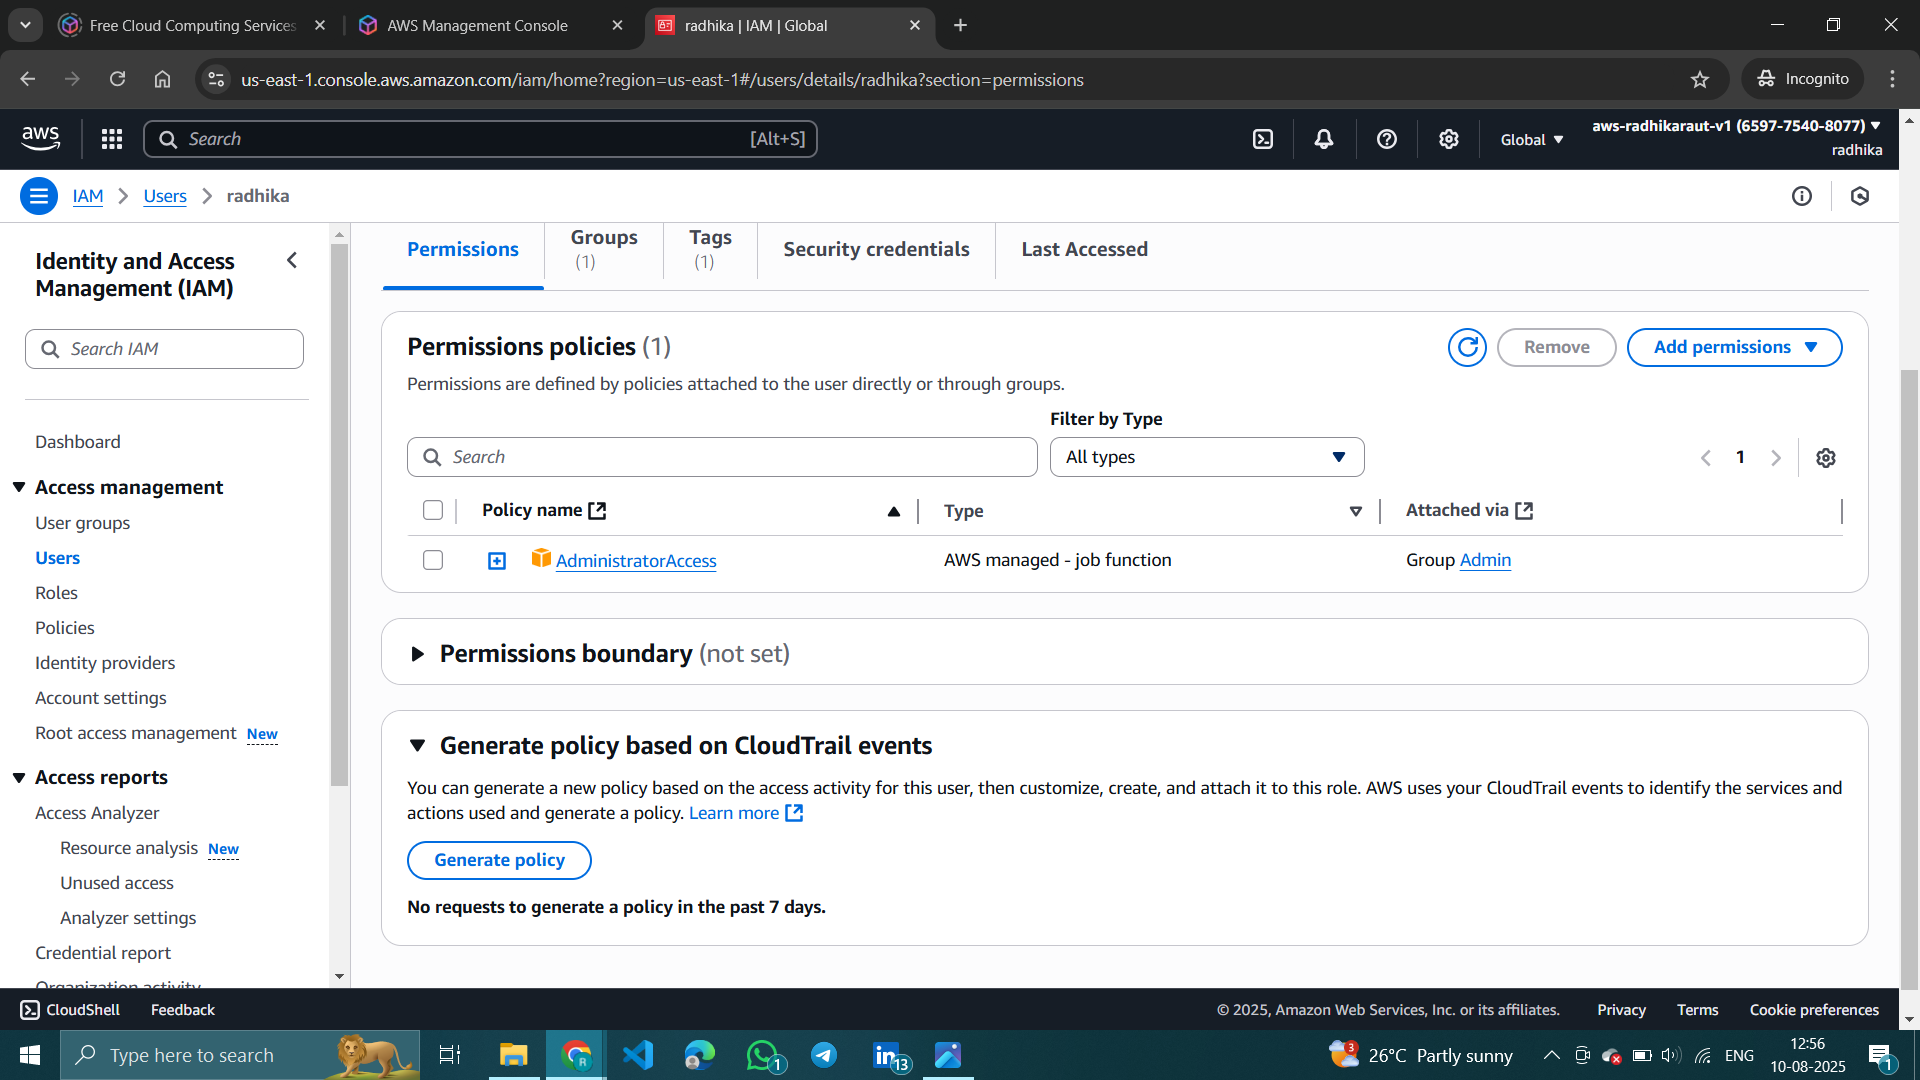 Free Cloud Computing Services
AWS Management Console
radhika | IAM | Global
us-east-1.console.aws.amazon.com/iam/home?region=us-east-1#/users/details/radhika?section=permissions
Incognito
aws
Search
[Alt+S]
Global
aws-radhikaraut-v1 (6597-7540-8077)
radhika
IAM
Users
radhika
Identity and Access
Management (IAM)
Search IAM
Dashboard
Access management
User groups
Users
Roles
Policies
Identity providers
Account settings
Root access management New
Access reports
Access Analyzer
Resource analysis New
Unused access
Analyzer settings
Credential report
Organization activity
Permissions
Groups
(1)
Tags
(1)
Security credentials
Last Accessed
Permissions policies (1)
Remove
Add permissions
Permissions are defined by policies attached to the user directly or through groups.
Filter by Type
Search
All types
1
Policy name
Type
Attached via
AdministratorAccess
AWS managed - job function
Group Admin
Permissions boundary (not set)
Generate policy based on CloudTrail events
You can generate a new policy based on the access activity for this user, then customize, create, and attach it to this role. AWS uses your CloudTrail events to identify the services and
actions used and generate a policy. Learn more
Generate policy
No requests to generate a policy in the past 7 days.
CloudShell
Feedback
© 2025, Amazon Web Services, Inc. or its affiliates.
Privacy
Terms
Cookie preferences
Type here to search
R
1
in
13
3
26°C Partly sunny
ENG
12:56
10-08-2025
1